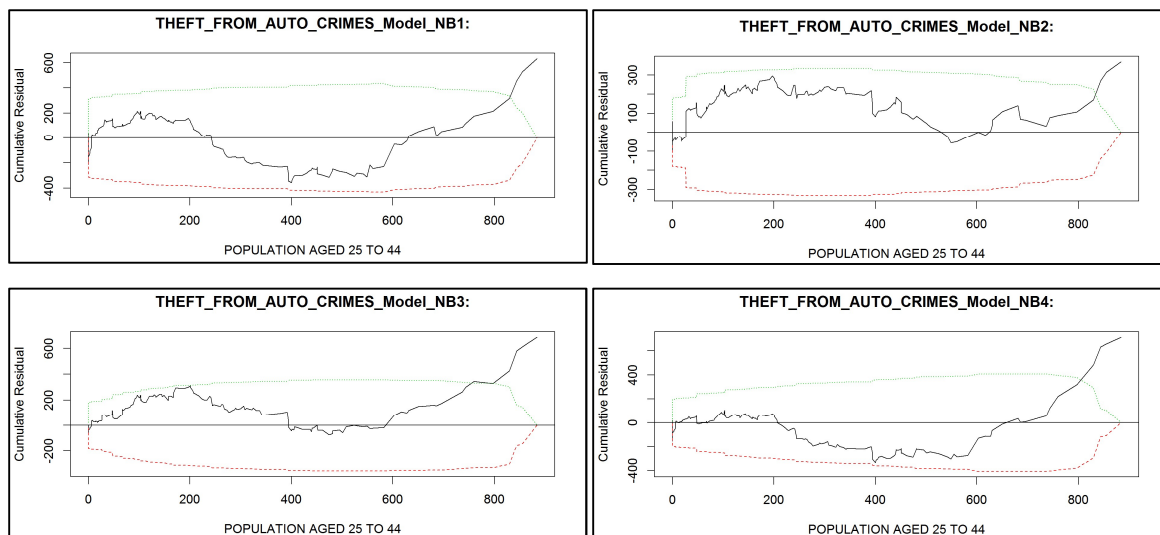 THEFT_FROM_AUTO_CRIMES_Model_NB1:
Cumulative Residual
600
200
0
-400
0 200 400 600 800
POPULATION AGED 25 TO 44
THEFT_FROM_AUTO_CRIMES_Model_NB2:
Cumulative Residual
300
100
-100
-300
0 200 400 600 800
POPULATION AGED 25 TO 44
THEFT_FROM_AUTO_CRIMES_Model_NB3:
Cumulative Residual
600
200
-200
0 200 400 600 800
POPULATION AGED 25 TO 44
THEFT_FROM_AUTO_CRIMES_Model_NB4:
Cumulative Residual
400
0
-400
0 200 400 600 800
POPULATION AGED 25 TO 44